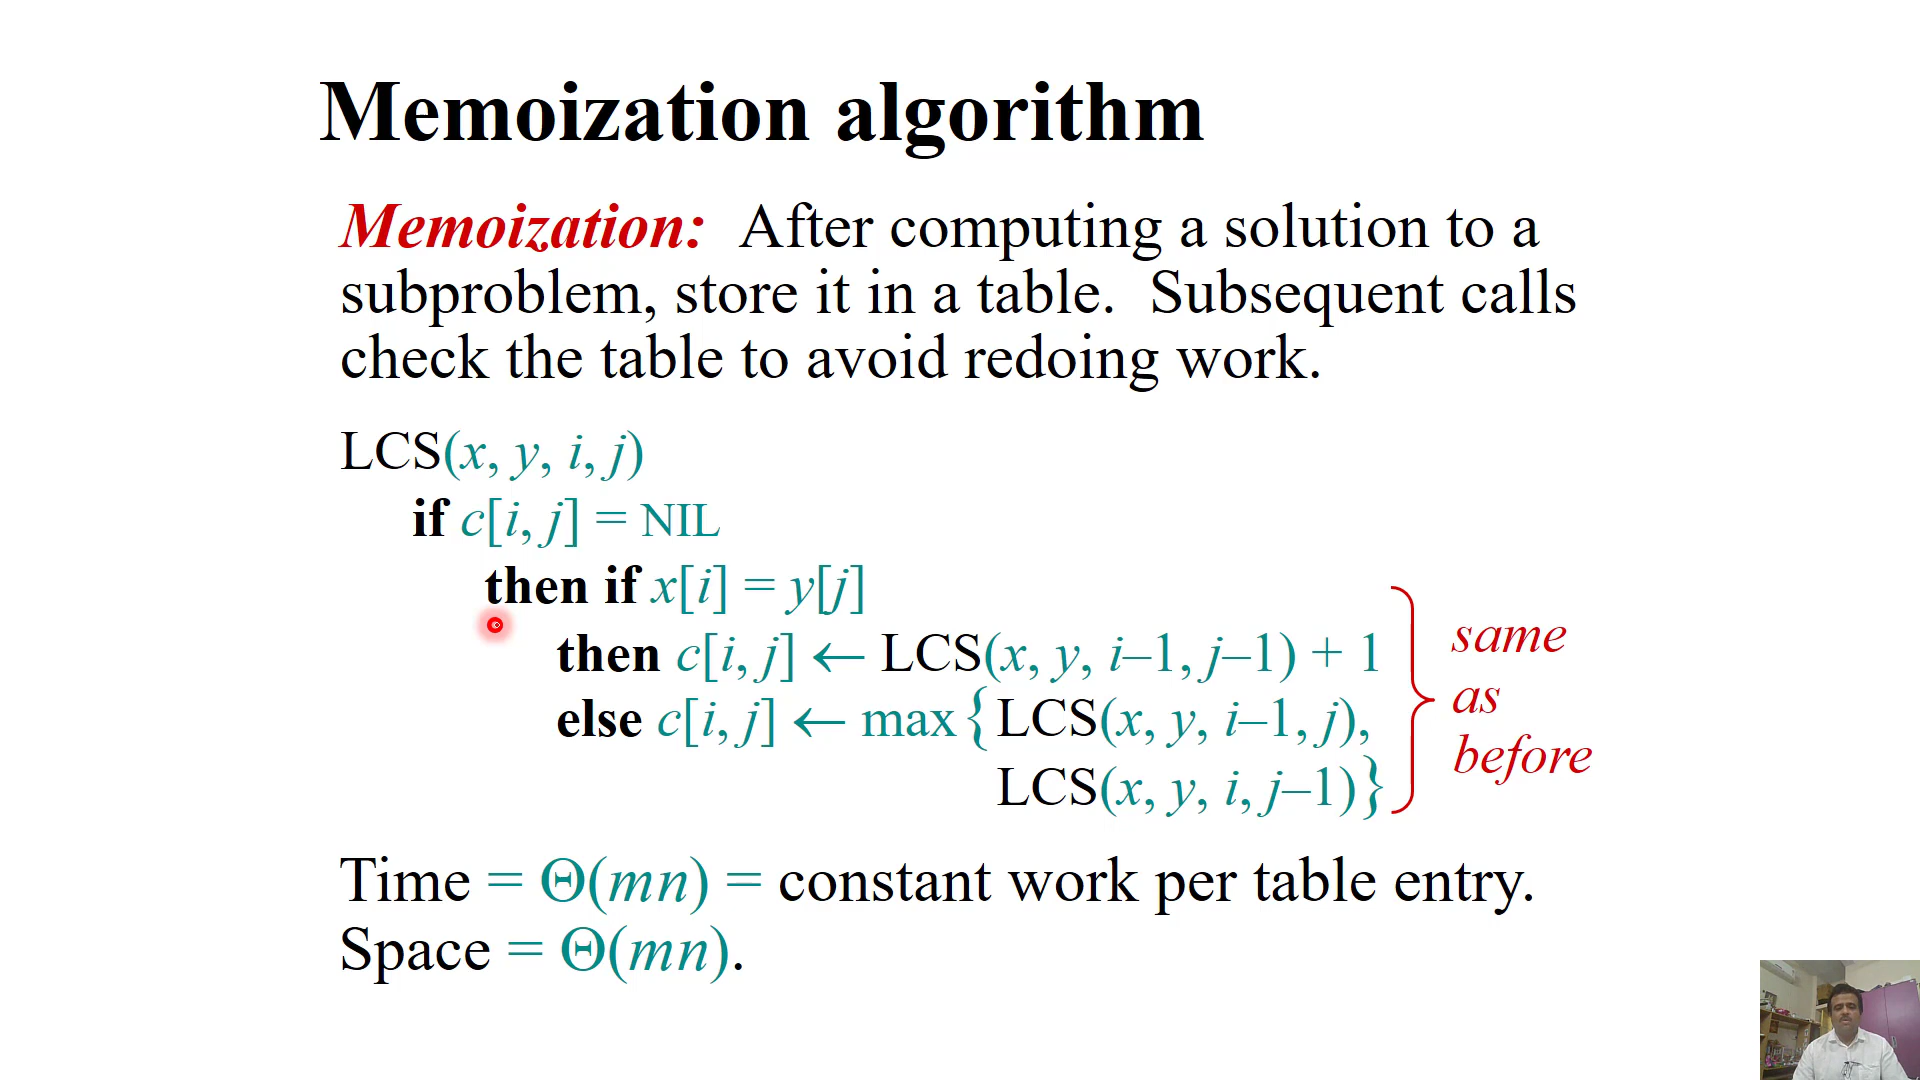 Memoization algorithm
Memoization: After computing a solution to a
subproblem, store it in a table. Subsequent calls
check the table to avoid redoing work.
LCS(x, y, i, j)
if c[i, j] = NIL
then if x[i] = y[j]
then c[i, j] ← LCS(x, y, i–1, j–1) + 1
else c[i, j] ← max{LCS(x, y, i–1, j),
LCS(x, y, i, j–1)}
same
as
before
Time = Θ(mn) = constant work per table entry.
Space = Θ(mn).